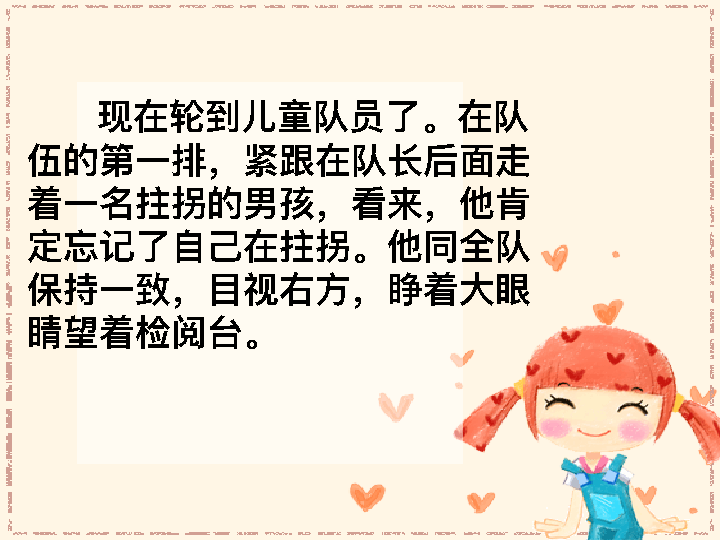 现在轮到儿童队员了。在队
伍的第一排，紧跟在队长后面走
着一名拄拐的男孩，看来，他肯
定忘记了自己在拄拐。他同全队
保持一致，目视右方，睁着大眼
睛望着检阅台。